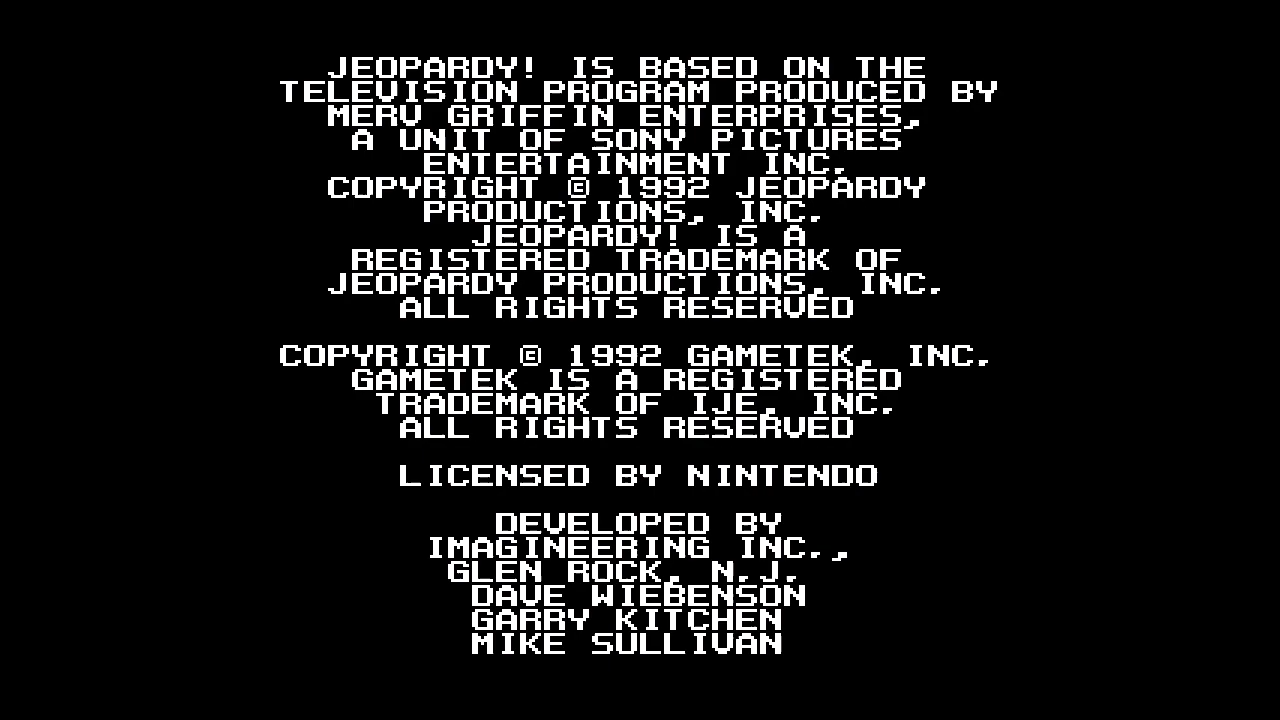 JEOPARDY! IS BASED ON THE
TELEVISION PROGRAM PRODUCED BY
MERV GRIFFIN ENTERPRISES,
A UNIT OF SONY PICTURES
ENTERTAINMENT INC.
COPYRIGHT © 1992 JEOPARDY
PRODUCTIONS, INC.
JEOPARDY! IS A
REGISTERED TRADEMARK OF
JEOPARDY PRODUCTIONS, INC.
ALL RIGHTS RESERVED
COPYRIGHT © 1992 GAMETEK, INC.
GAMETEK IS A REGISTERED
TRADEMARK OF IJE, INC.
ALL RIGHTS RESERVED
LICENSED BY NINTENDO
DEVELOPED BY
IMAGINEERING INC.,
GLEN ROCK, N.J.
DAVE WIEBENSON
GARRY KITCHEN
MIKE SULLIVAN